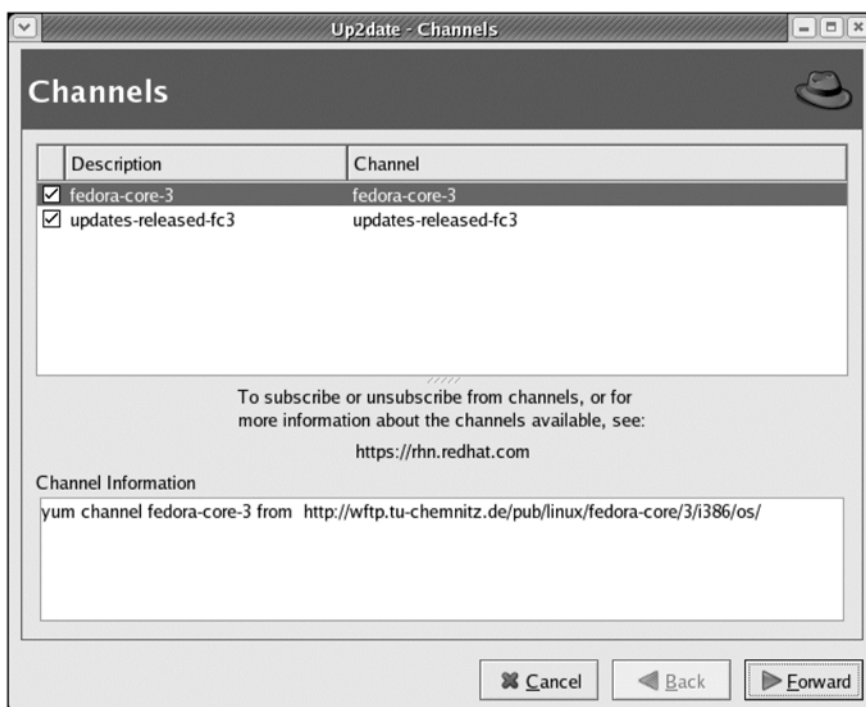 Up2date - Channels
Channels
Description Channel
fedora-core-3 fedora-core-3
updates-released-fc3 updates-released-fc3
To subscribe or unsubscribe from channels, or for
more information about the channels available, see:
https://rhn.redhat.com
Channel Information
yum channel fedora-core-3 from http://wftp.tu-chemnitz.de/pub/linux/fedora-core/3/i386/os/
Cancel Back Forward